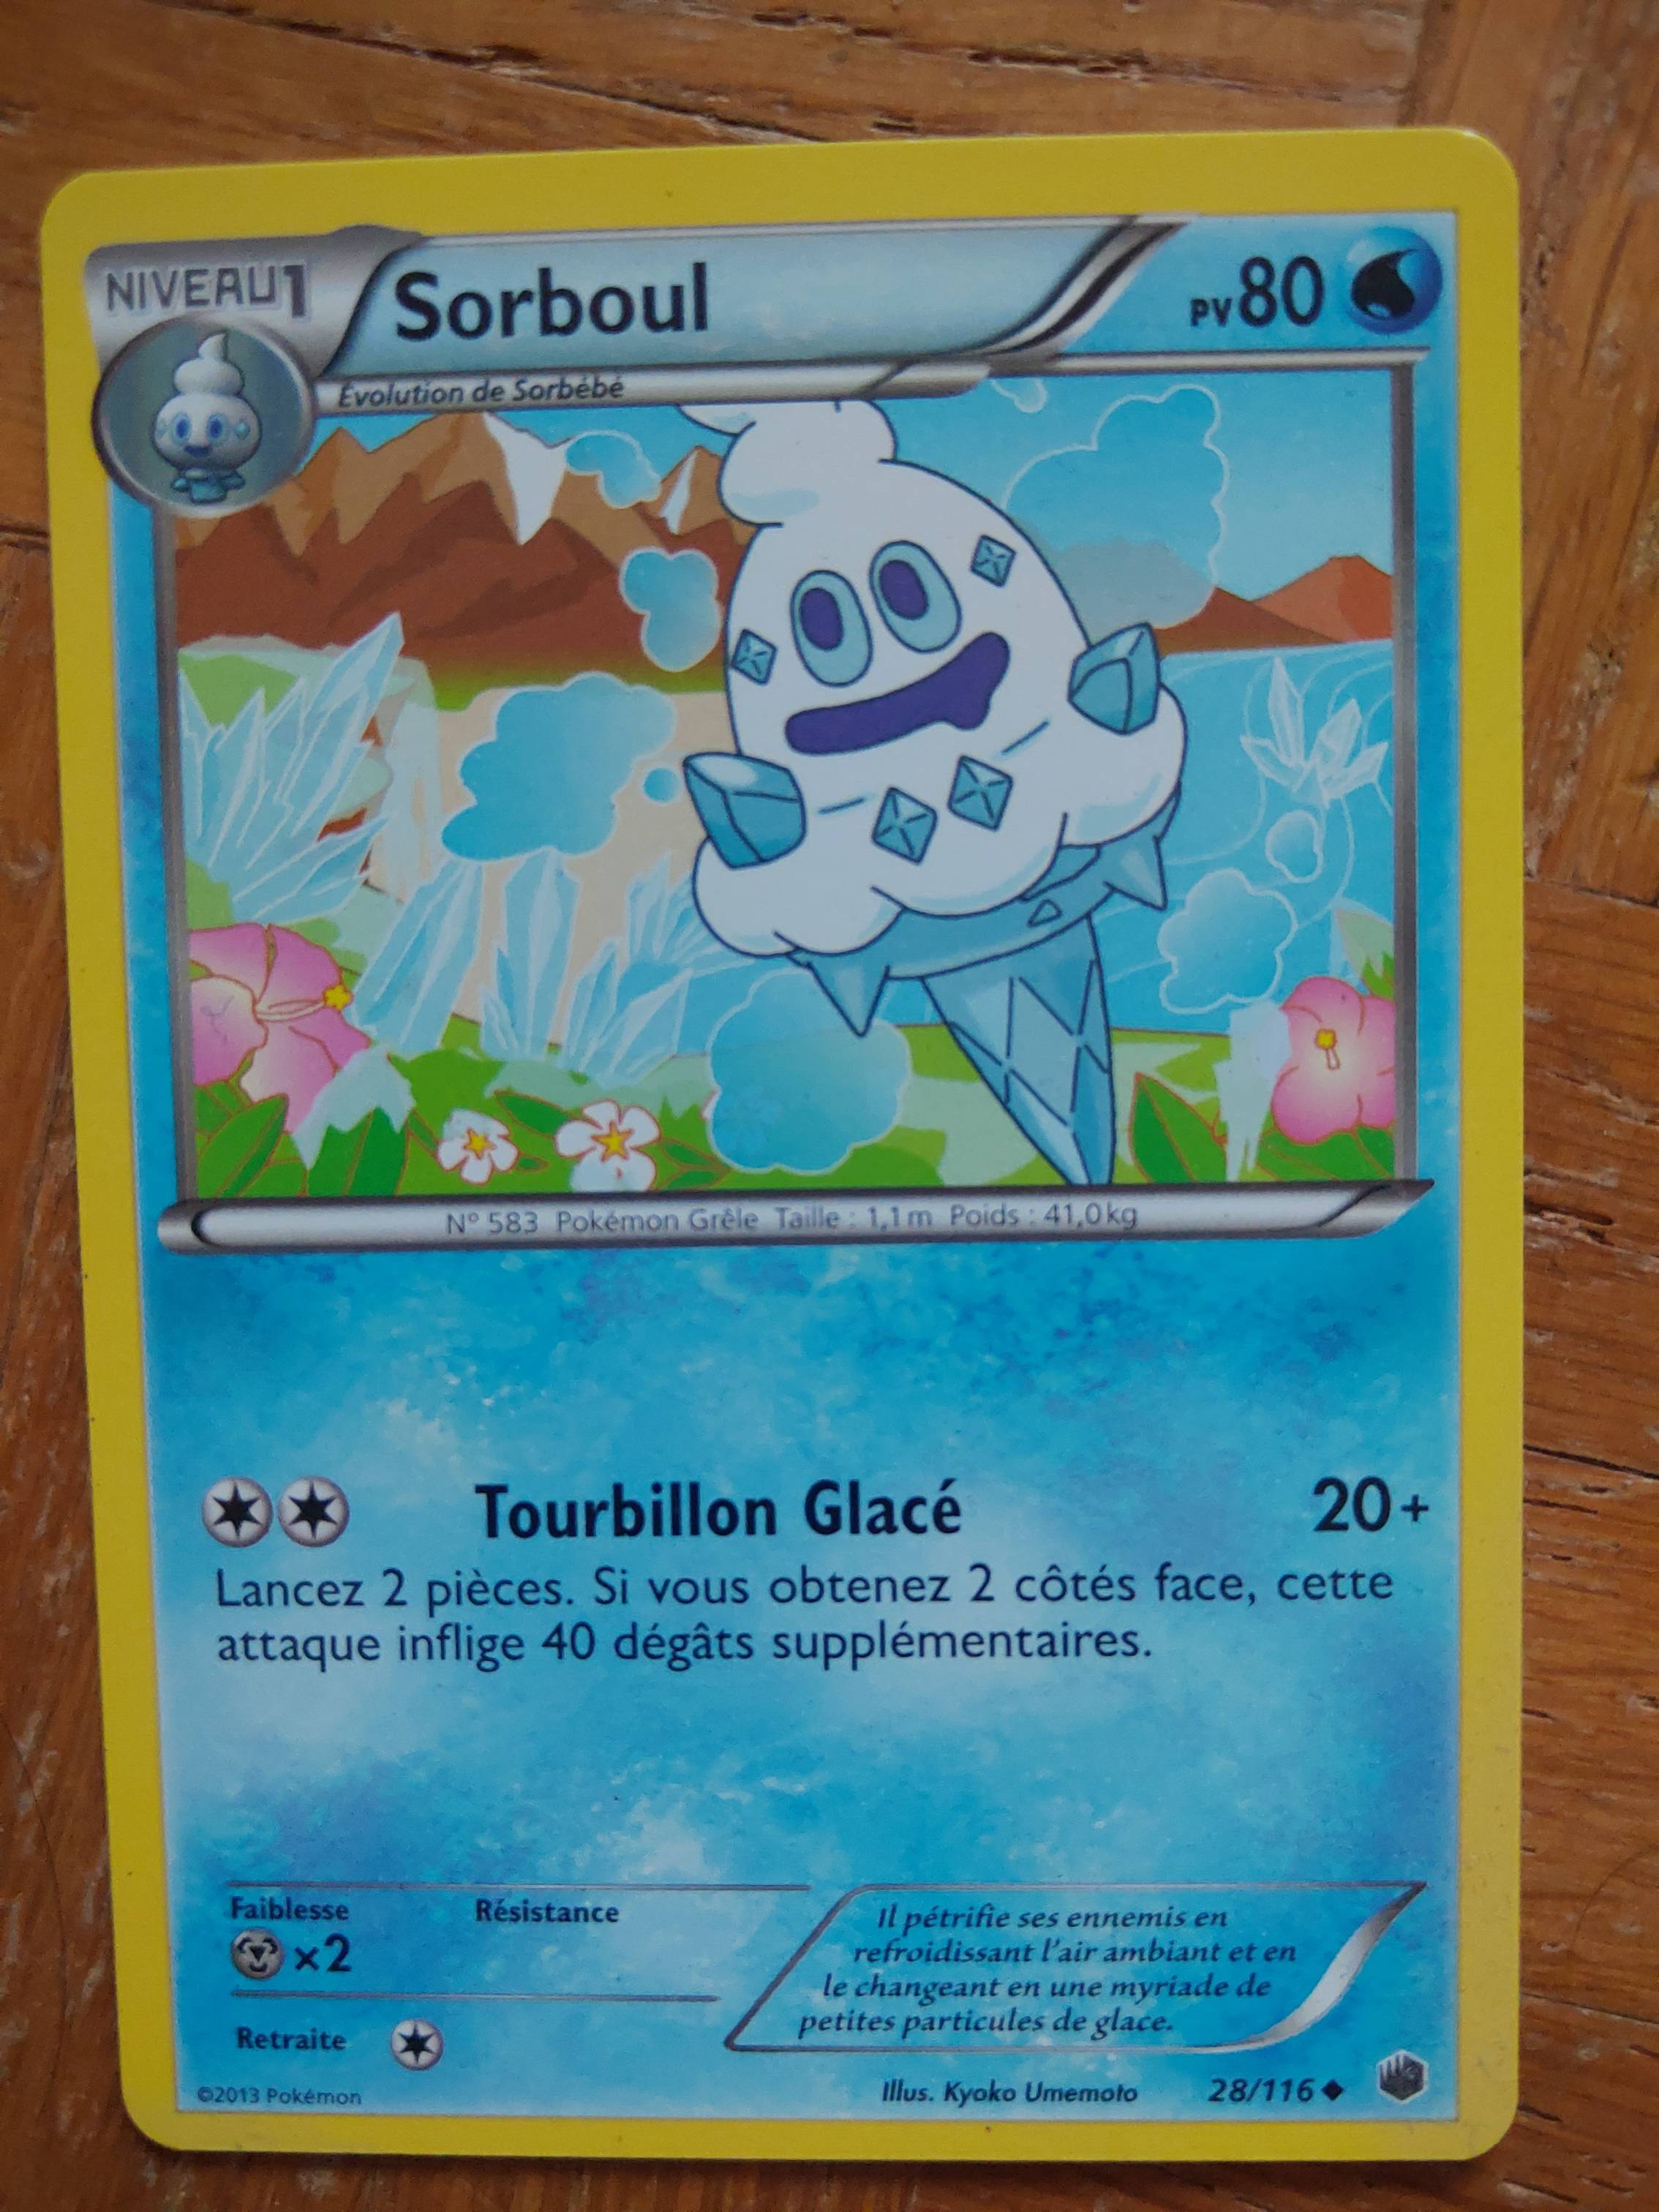 NIVEAU 1
Sorboul
PV 80
Évolution de Sorbébé
N° 583 Pokémon Grêle Taille : 1,1 m Poids : 41,0 kg
Tourbillon Glacé 20+
Lancez 2 pièces. Si vous obtenez 2 côtés face, cette
attaque inflige 40 dégâts supplémentaires.
Faiblesse
Résistance
×2
Retraite
Il pétrifie ses ennemis en
refroidissant l'air ambiant et en
le changeant en une myriade de
petites particules de glace.
©2013 Pokémon
Illus. Kyoko Umemoto
28/116